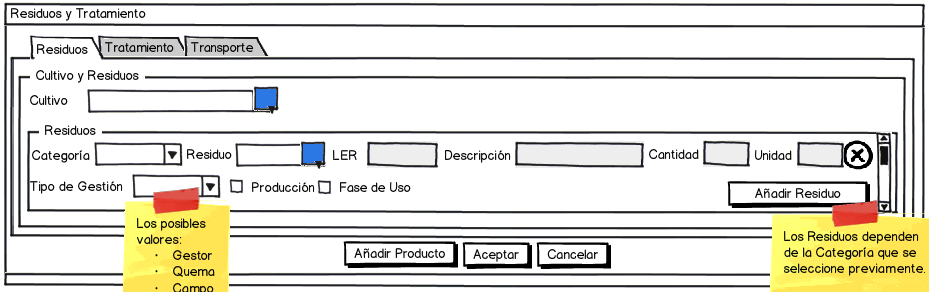 Residuos y Tratamiento
Residuos Tratamiento Transporte
Cultivo y Residuos
Cultivo
Residuos
Categoría Residuo LER Descripción Cantidad Unidad
Tipo de Gestión Producción Fase de Uso
Añadir Residuo
Los posibles
valores:
· Gestor
· Quema
· Campo
Los Residuos dependen
de la Categoría que se
seleccione previamente.
Añadir Producto Aceptar Cancelar